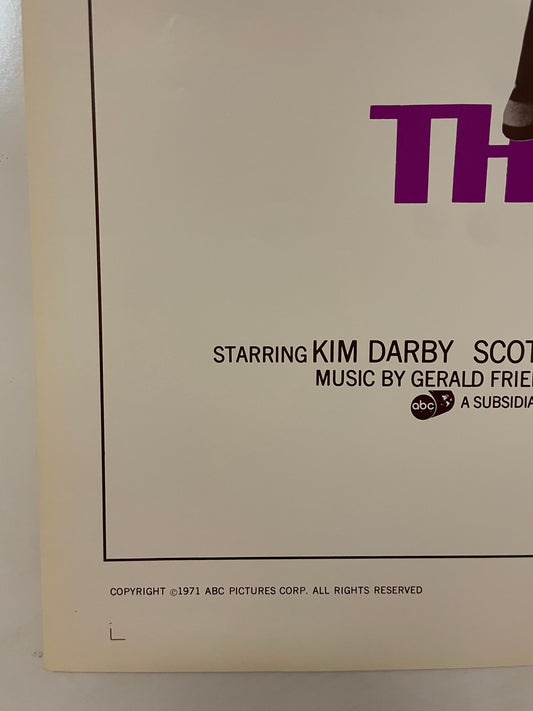 TH
STARRING KIM DARBY SCOT
MUSIC BY GERALD FRIE
abc A SUBSIDIA
COPYRIGHT ©1971 ABC PICTURES CORP. ALL RIGHTS RESERVED